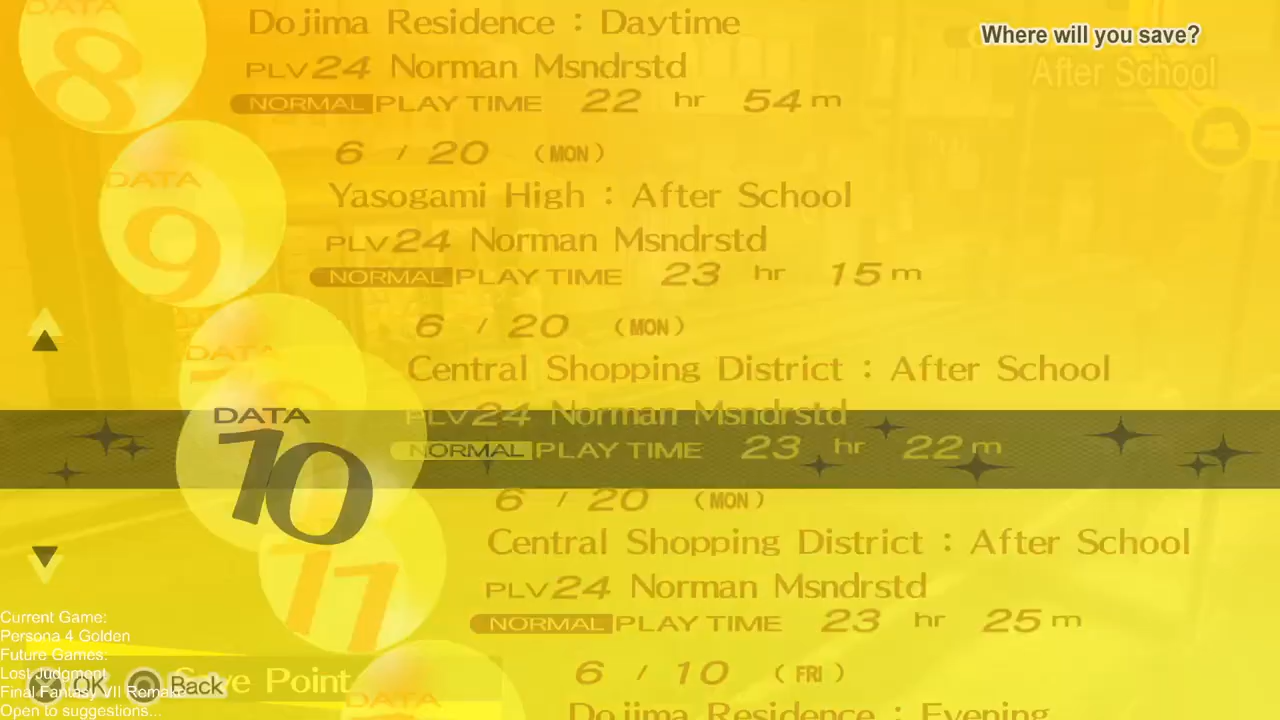 Where will you save?
After School
DATA
8
Dojima Residence : Daytime
PLV24 Norman Msndrstd
NORMAL PLAY TIME 22 hr 54 m
6 / 20 (MON)
DATA
9
Yasogami High : After School
PLV24 Norman Msndrstd
NORMAL PLAY TIME 23 hr 15 m
6 / 20 (MON)
DATA
Central Shopping District : After School
DATA
10
PLV24 Norman Msndrstd
NORMAL PLAY TIME 23 hr 22 m
6 / 20 (MON)
11
Central Shopping District : After School
PLV24 Norman Msndrstd
NORMAL PLAY TIME 23 hr 25 m
6 / 10 (FRI)
DATA
Dojima Residence : Evening
Current Game:
Persona 4 Golden
Future Games:
Lost Judgment
Final Fantasy VII Remake
Open to suggestions...
OK Back
Save Point